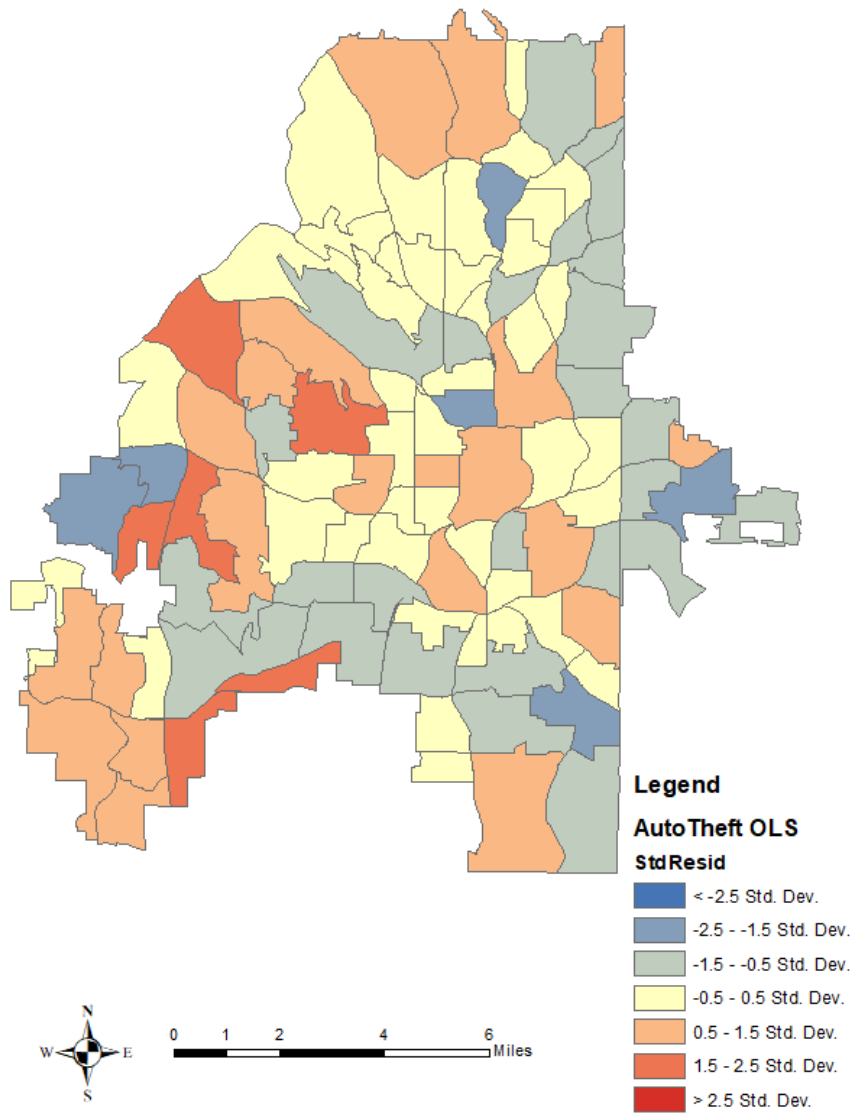 Legend
AutoTheft OLS
StdResid
< -2.5 Std. Dev.
-2.5 - -1.5 Std. Dev.
-1.5 - -0.5 Std. Dev.
-0.5 - 0.5 Std. Dev.
0.5 - 1.5 Std. Dev.
1.5 - 2.5 Std. Dev.
> 2.5 Std. Dev.
N
W E
S
0 1 2 4 6
Miles